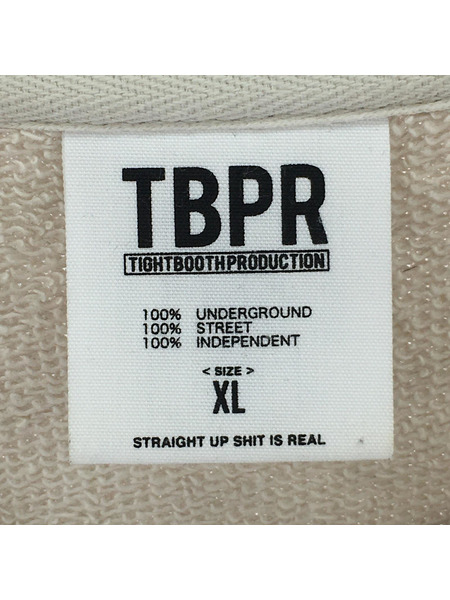 TBPR
TIGHTBOOTHPRODUCTION
100% UNDERGROUND
100% STREET
100% INDEPENDENT
< SIZE >
XL
STRAIGHT UP SHIT IS REAL